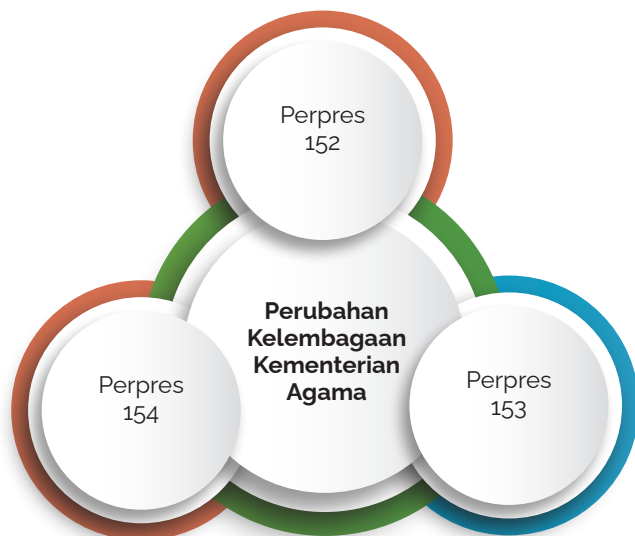 Perpres
152
Perubahan
Kelembagaan
Kementerian
Agama
Perpres
154
Perpres
153